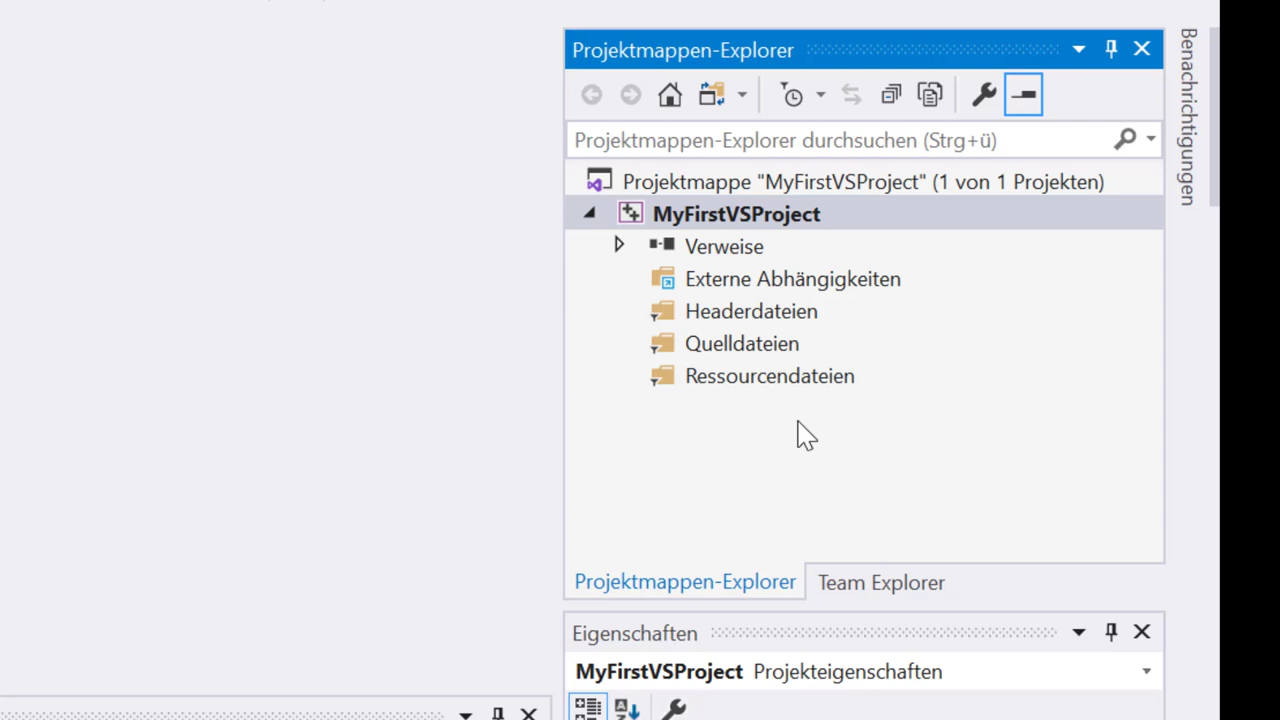 Projektmappen-Explorer
Benachrichtigungen
Projektmappen-Explorer durchsuchen (Strg+ü)
Projektmappe "MyFirstVSProject" (1 von 1 Projekten)
MyFirstVSProject
Verweise
Externe Abhängigkeiten
Headerdateien
Quelldateien
Ressourcendateien
Projektmappen-Explorer Team Explorer
Eigenschaften
MyFirstVSProject Projekteigenschaften